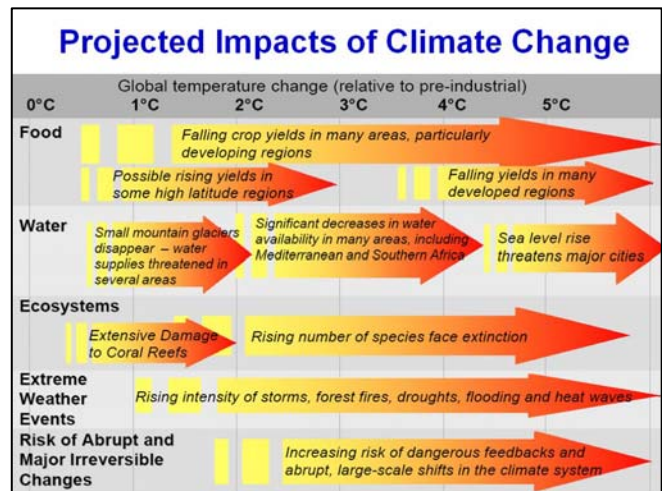 Projected Impacts of Climate Change
Global temperature change (relative to pre-industrial)
0°C 1°C 2°C 3°C 4°C 5°C
Food
Falling crop yields in many areas, particularly
developing regions
Possible rising yields in
some high latitude regions
Falling yields in many
developed regions
Water
Small mountain glaciers
disappear – water
supplies threatened in
several areas
Significant decreases in water
availability in many areas, including
Mediterranean and Southern Africa
Sea level rise
threatens major cities
Ecosystems
Extensive Damage
to Coral Reefs
Rising number of species face extinction
Extreme
Weather
Events
Rising intensity of storms, forest fires, droughts, flooding and heat waves
Risk of Abrupt and
Major Irreversible
Changes
Increasing risk of dangerous feedbacks and
abrupt, large-scale shifts in the climate system